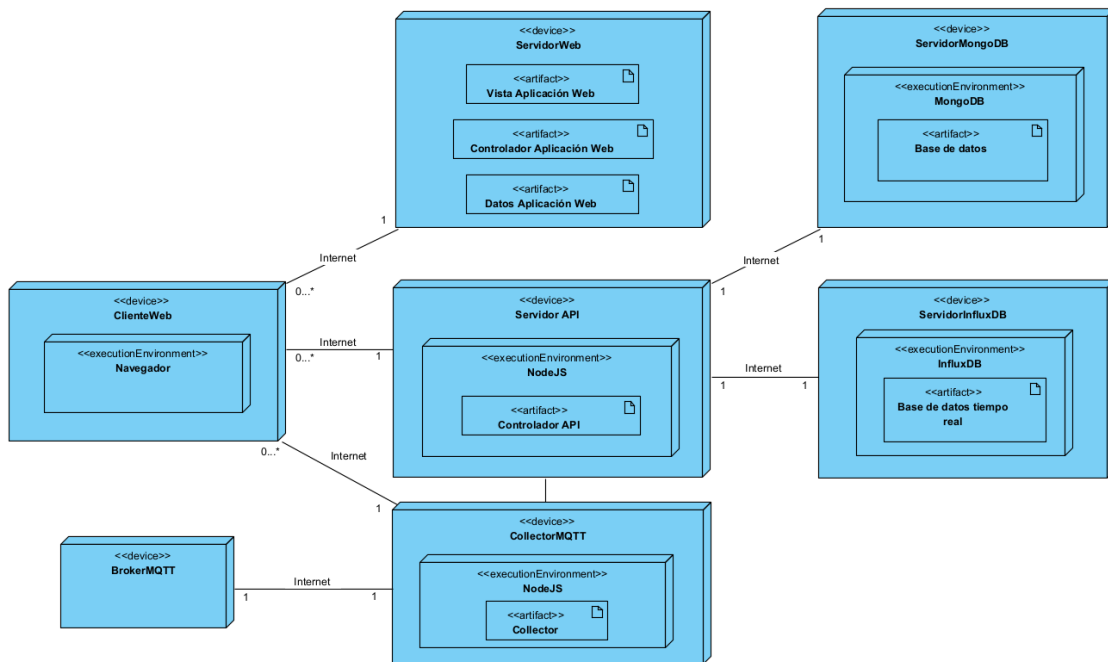 <<device>>
ServidorWeb
<<artifact>>
Vista Aplicación Web
<<artifact>>
Controlador Aplicación Web
<<artifact>>
Datos Aplicación Web
<<device>>
ServidorMongoDB
<<executionEnvironment>>
MongoDB
<<artifact>>
Base de datos
1
Internet
0...*
1
Internet
1
<<device>>
ClienteWeb
<<executionEnvironment>>
Navegador
0...*
Internet
1
<<device>>
Servidor API
<<executionEnvironment>>
NodeJS
<<artifact>>
Controlador API
1
Internet
1
<<device>>
ServidorInfluxDB
<<executionEnvironment>>
InfluxDB
<<artifact>>
Base de datos tiempo
real
0...*
Internet
1
<<device>>
BrokerMQTT
1
Internet
1
<<device>>
CollectorMQTT
<<executionEnvironment>>
NodeJS
<<artifact>>
Collector